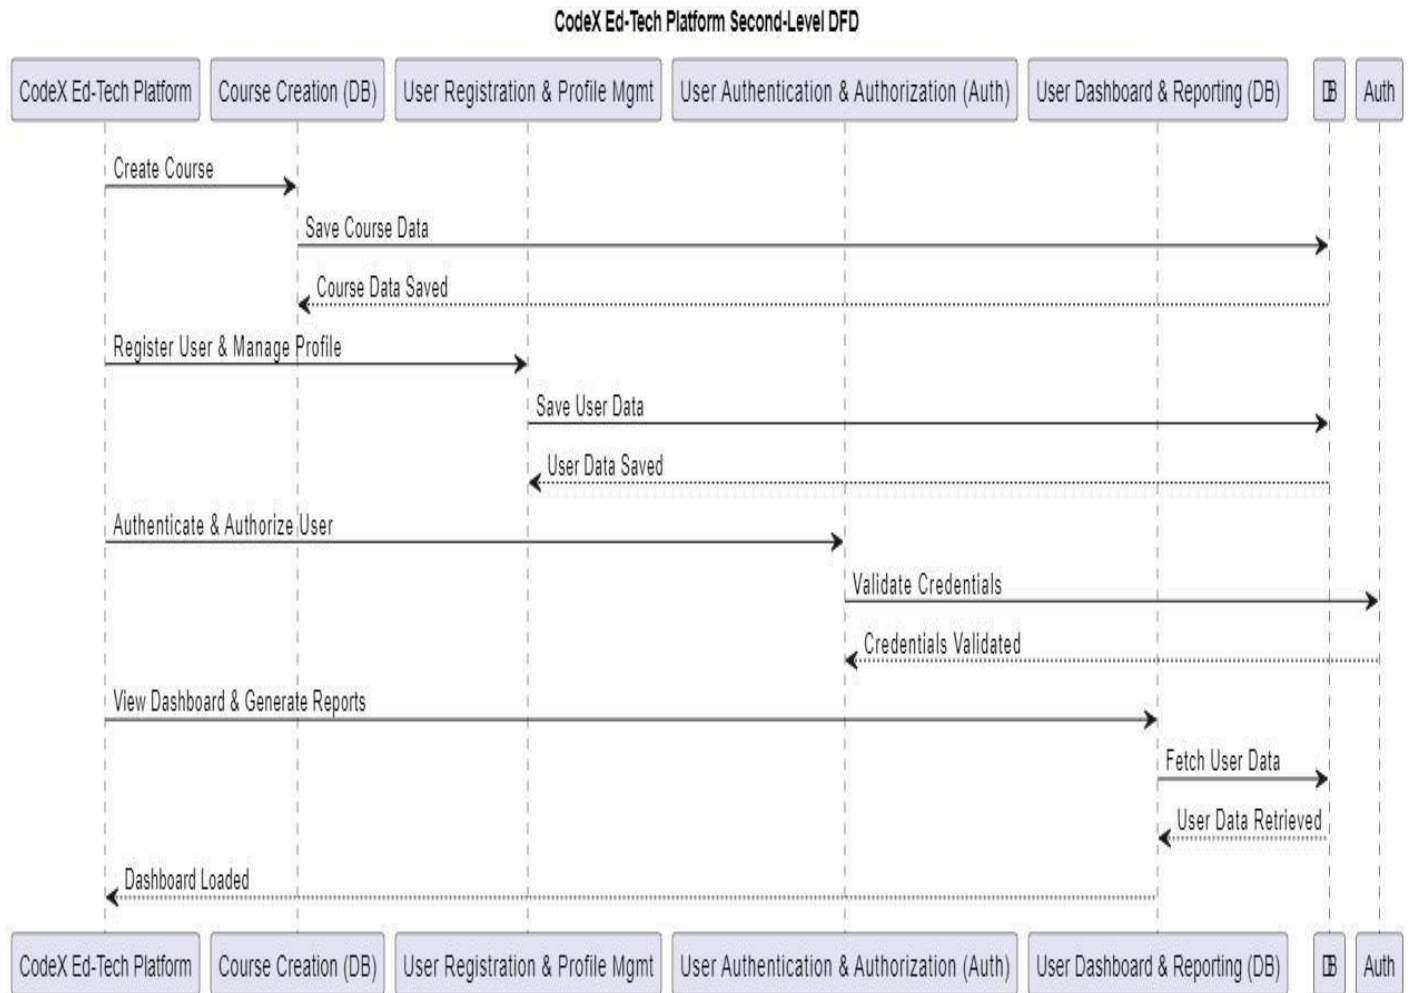 CodeX Ed-Tech Platform Second-Level DFD
CodeX Ed-Tech Platform Course Creation (DB) User Registration & Profile Mgmt User Authentication & Authorization (Auth) User Dashboard & Reporting (DB) DB Auth
Create Course
Save Course Data
Course Data Saved
Register User & Manage Profile
Save User Data
User Data Saved
Authenticate & Authorize User
Validate Credentials
Credentials Validated
View Dashboard & Generate Reports
Fetch User Data
User Data Retrieved
Dashboard Loaded
CodeX Ed-Tech Platform Course Creation (DB) User Registration & Profile Mgmt User Authentication & Authorization (Auth) User Dashboard & Reporting (DB) DB Auth